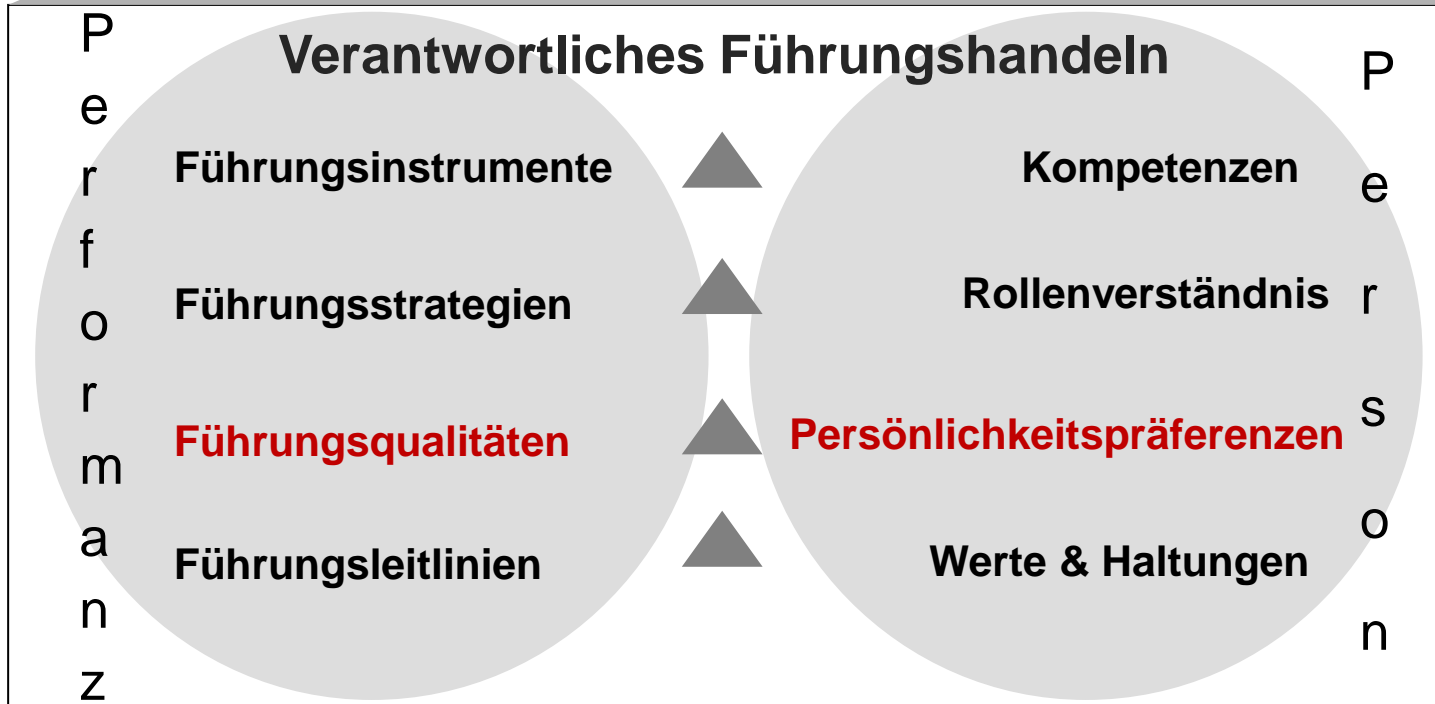 Verantwortliches Führungshandeln
Performanz
Führungsinstrumente
Kompetenzen
Führungsstrategien
Rollenverständnis
Führungsqualitäten
Persönlichkeitspräferenzen
Führungsleitlinien
Werte & Haltungen
Person